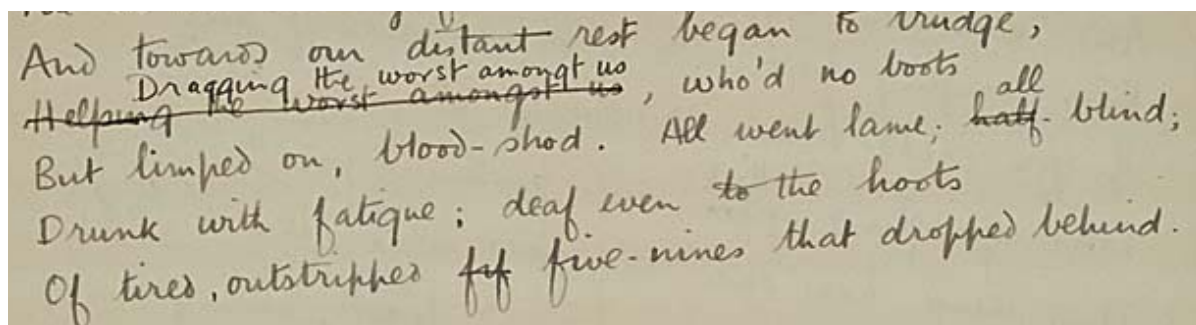 And towards our distant rest began to trudge,
Dragging the worst amongt us
Helping the worst amongst us, who'd no boots
all
But limped on, blood-shod. All went lame; half-blind;
Drunk with fatigue; deaf even to the hoots
Of tired, outstripped fif five-nines that dropped behind.